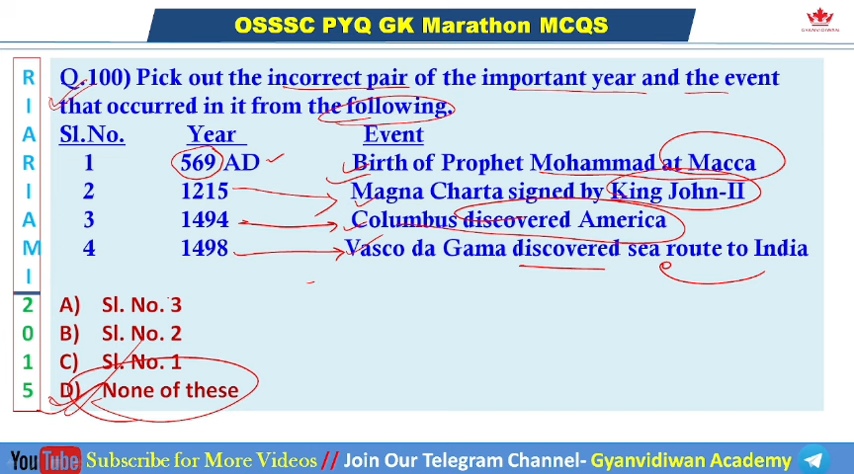 OSSSC PYQ GK Marathon MCQS
GYANVIDIWAN
RIARIAMI2015
Q.100) Pick out the incorrect pair of the important year and the event
that occurred in it from the following.
Sl.No. Year Event
1 569 AD Birth of Prophet Mohammad at Macca
2 1215 Magna Charta signed by King John-II
3 1494 Columbus discovered America
4 1498 Vasco da Gama discovered sea route to India
A) Sl. No. 3
B) Sl. No. 2
C) Sl. No. 1
D) None of these
YouTube Subscribe for More Videos // Join Our Telegram Channel- Gyanvidiwan Academy